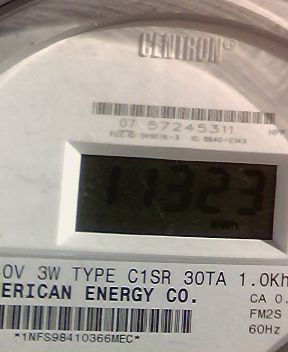 CENTRON®
07 57245311
11323
kWh
0V 3W TYPE C1SR 30TA 1.0Kh
ERICAN ENERGY CO.
CA 0.
FM2S
60Hz
*1NFS98410366MEC*